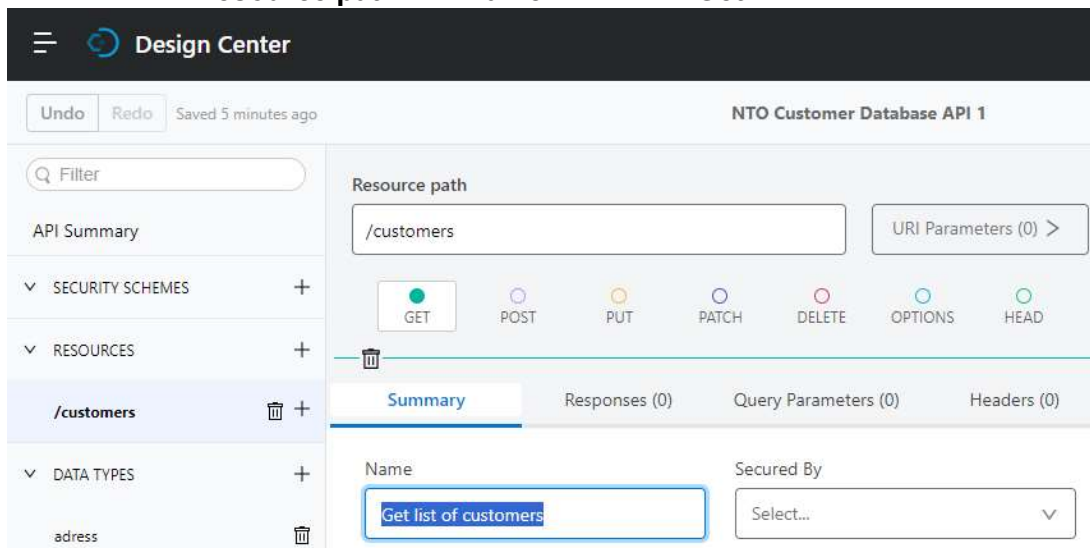 Design Center
Undo Redo Saved 5 minutes ago NTO Customer Database API 1
Filter
Resource path
API Summary
/customers URI Parameters (0) >
SECURITY SCHEMES +
GET POST PUT PATCH DELETE OPTIONS HEAD
RESOURCES +
/customers +
Summary Responses (0) Query Parameters (0) Headers (0)
DATA TYPES +
Name Secured By
Get list of customers Select...
adress